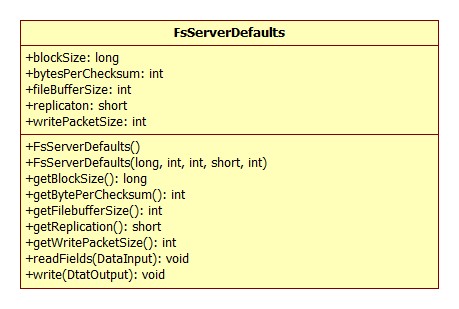 FsServerDefaults
+blockSize: long
+bytesPerChecksum: int
+fileBufferSize: int
+replicaton: short
+writePacketSize: int
+FsServerDefaults()
+FsServerDefaults(long, int, int, short, int)
+getBlockSize(): long
+getBytePerChecksum(): int
+getFilebufferSize(): int
+getReplication(): short
+getWritePacketSize(): int
+readFields(DataInput): void
+write(DtatOutput): void